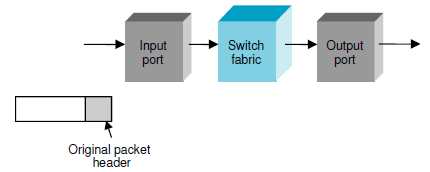 Input
port
Switch
fabric
Output
port
Original packet
header